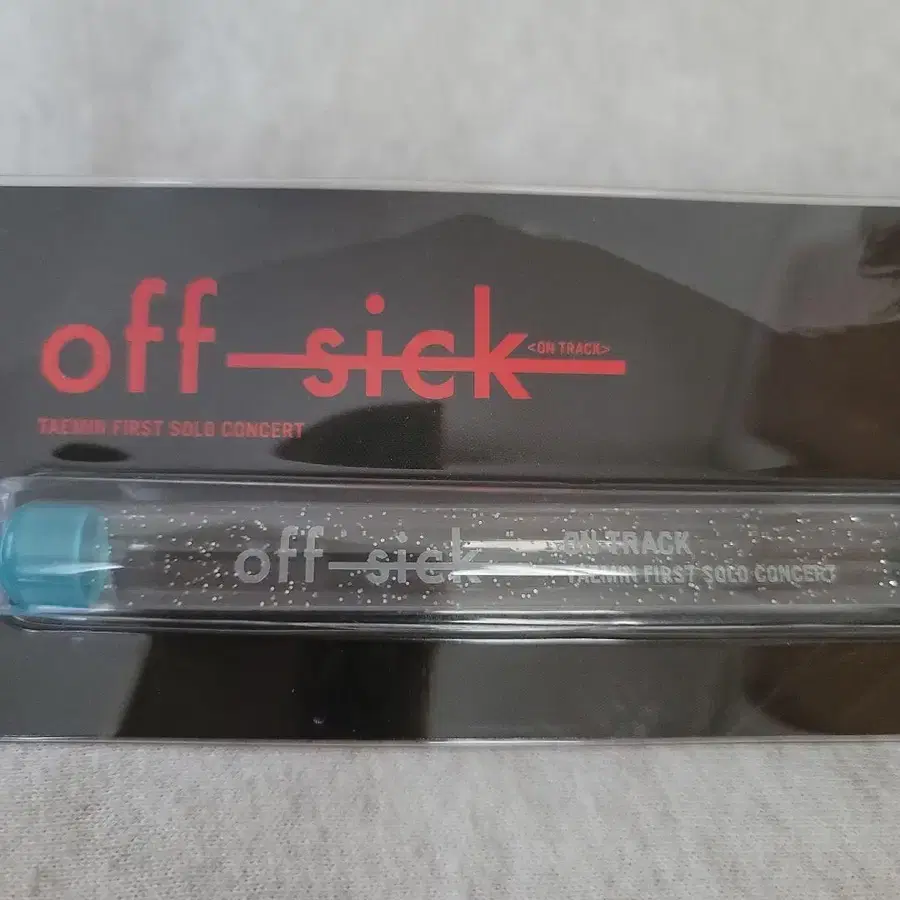 off sick <ON TRACK>
TAEMIN FIRST SOLO CONCERT
off sick ON TRACK
TAEMIN FIRST SOLO CONCERT